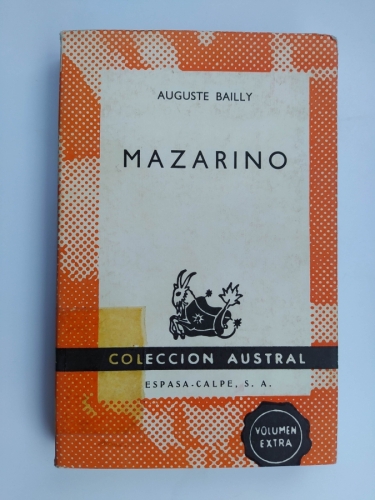 AUGUSTE BAILLY
MAZARINO
COLECCION AUSTRAL
ESPASA-CALPE, S. A.
VOLUMEN
EXTRA